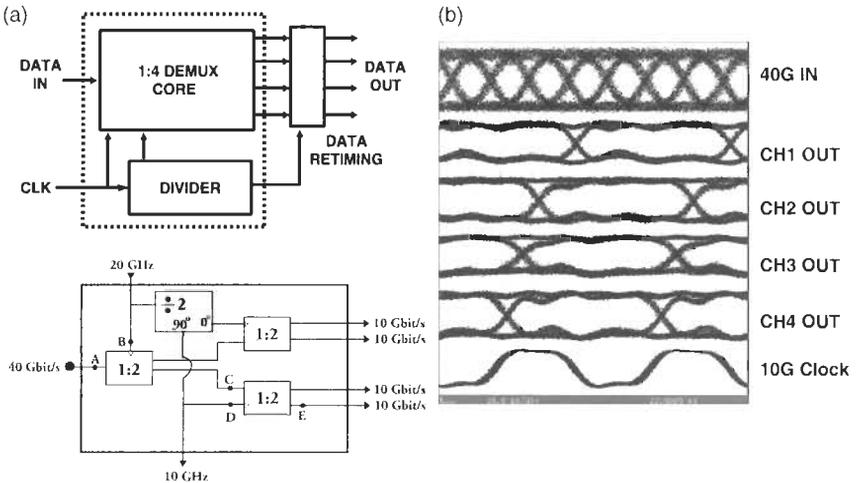 (a)
DATA IN
1:4 DEMUX
CORE
DATA
OUT
DATA
RETIMING
CLK
DIVIDER
20 GHz
÷ 2
90° 0°
B
1:2
10 Gbit/s
10 Gbit/s
40 Gbit/s
A
1:2
C
D
1:2
E
10 Gbit/s
10 Gbit/s
10 GHz
(b)
40G IN
CH1 OUT
CH2 OUT
CH3 OUT
CH4 OUT
10G Clock